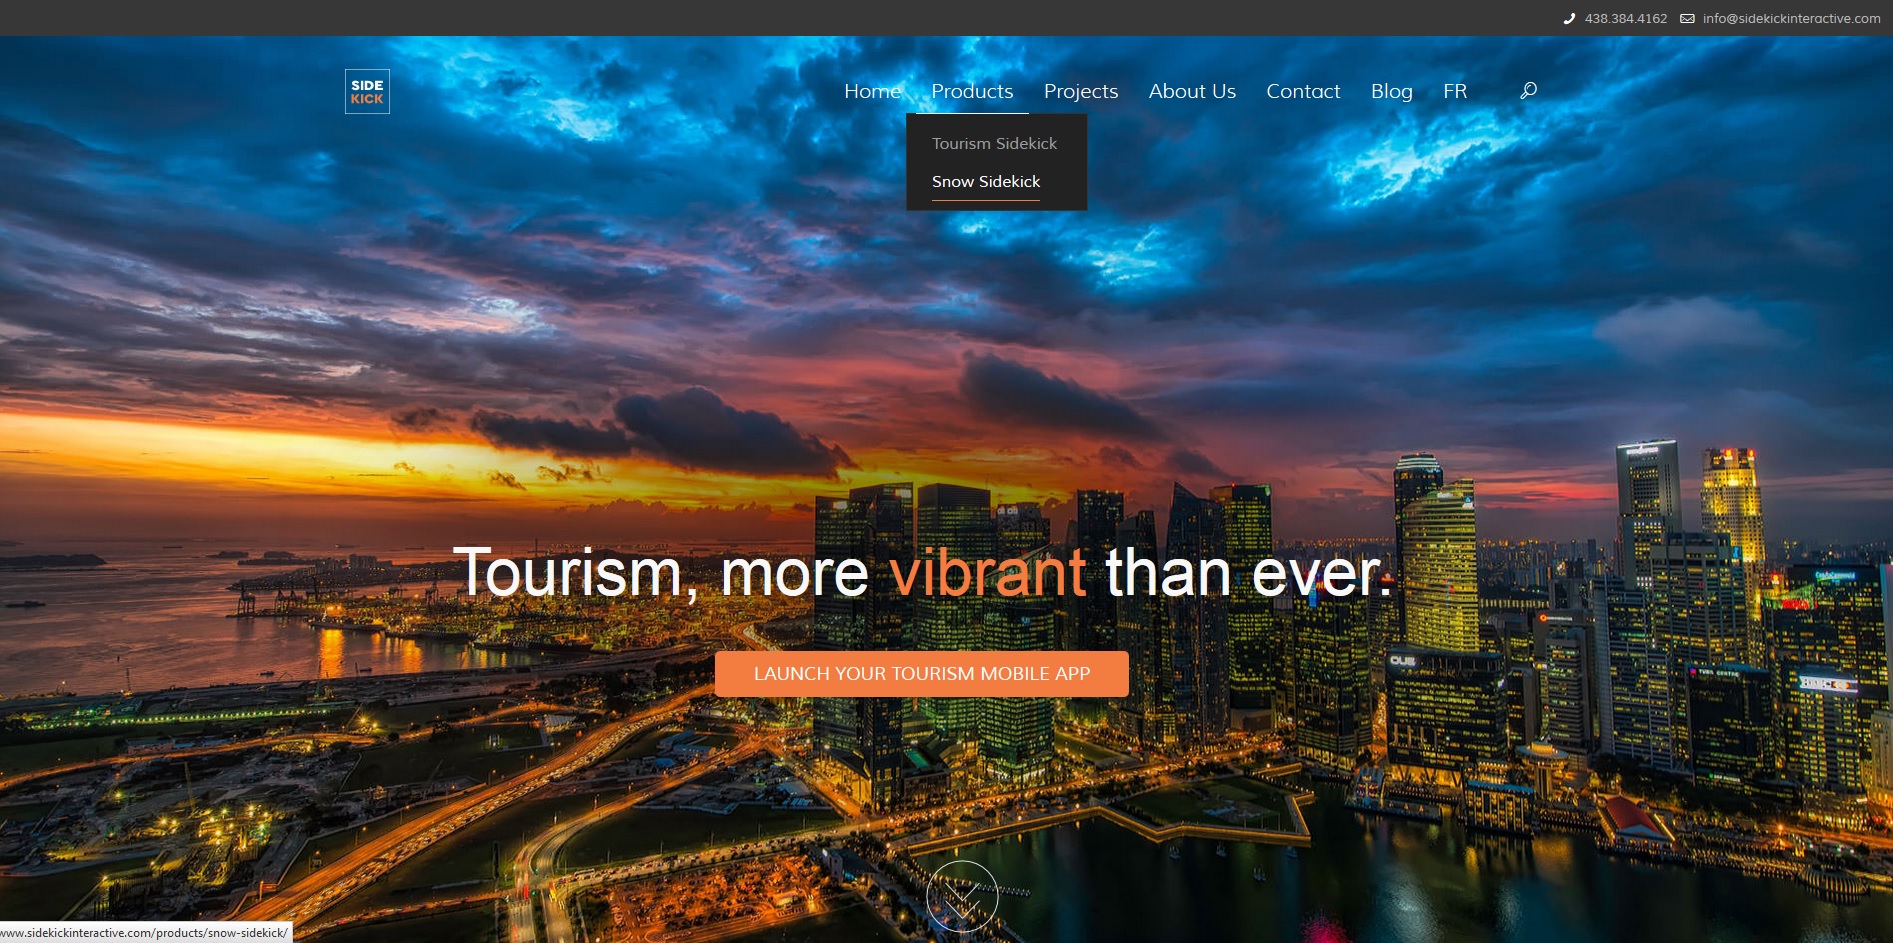 438.384.4162 info@sidekickinteractive.com
SIDE
KICK
Home Products Projects About Us Contact Blog FR
Tourism Sidekick
Snow Sidekick
Tourism, more vibrant than ever.
LAUNCH YOUR TOURISM MOBILE APP
HSBC
www.sidekickinteractive.com/products/snow-sidekick/